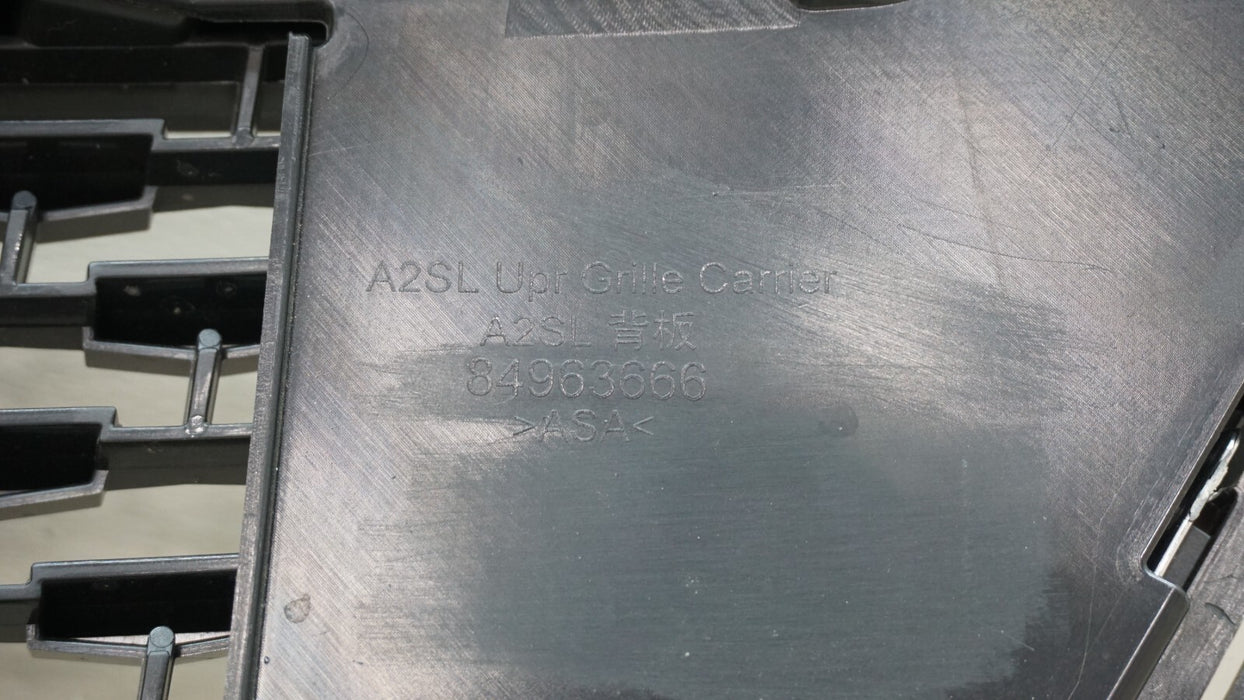 A2SL Upr Grille Carrier
A2SL 背板
84963666
>ASA<